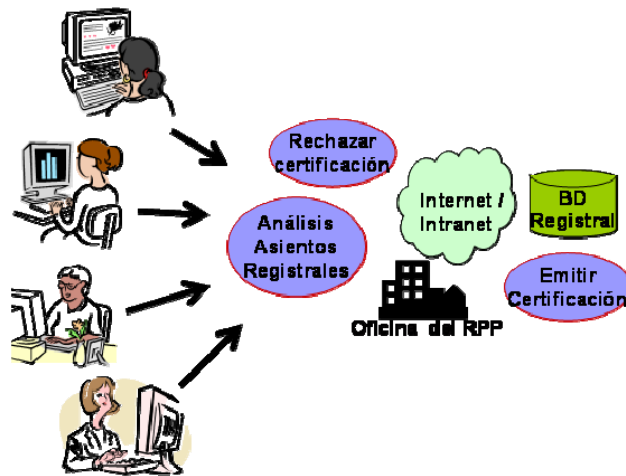 Rechazar
certificación
Análisis
Asientos
Registrales
Internet /
Intranet
BD
Registral
Emitir
Certificación
Oficina del RPP